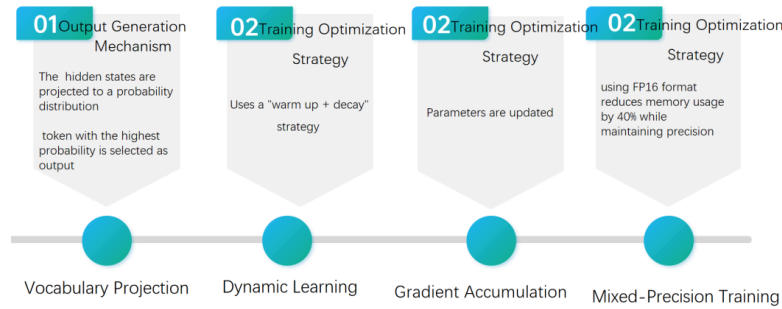 01
Output Generation
Mechanism
The hidden states are
projected to a probability
distribution
token with the highest
probability is selected as
output
02
Training Optimization
Strategy
Uses a "warm up + decay"
strategy
02
Training Optimization
Strategy
Parameters are updated
02
Training Optimization
Strategy
using FP16 format
reduces memory usage
by 40% while
maintaining precision
Vocabulary Projection
Dynamic Learning
Gradient Accumulation
Mixed-Precision Training